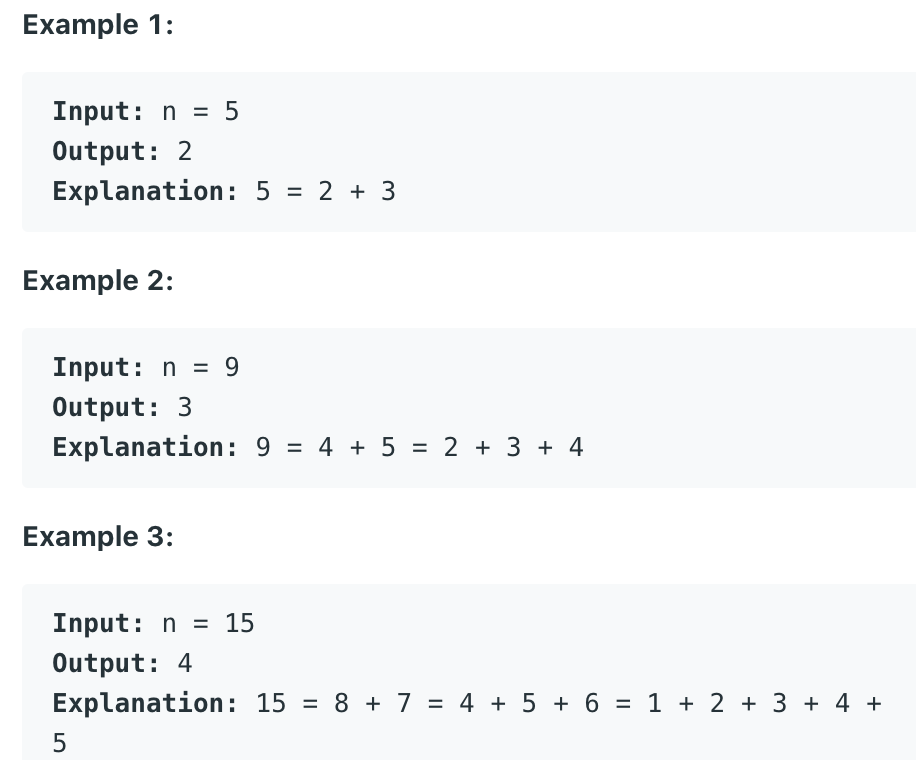 Example 1:
Input: n = 5
Output: 2
Explanation: 5 = 2 + 3
Example 2:
Input: n = 9
Output: 3
Explanation: 9 = 4 + 5 = 2 + 3 + 4
Example 3:
Input: n = 15
Output: 4
Explanation: 15 = 8 + 7 = 4 + 5 + 6 = 1 + 2 + 3 + 4 +
5